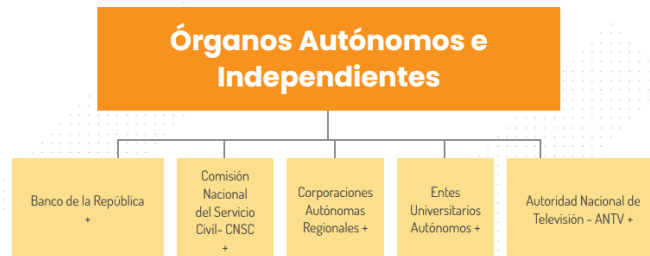 Órganos Autónomos e
Independientes
Banco de la República
+
Comisión
Nacional
del Servicio
Civil- CNSC
+
Corporaciones
Autónomas
Regionales +
Entes
Universitarios
Autónomos +
Autoridad Nacional de
Televisión - ANTV +